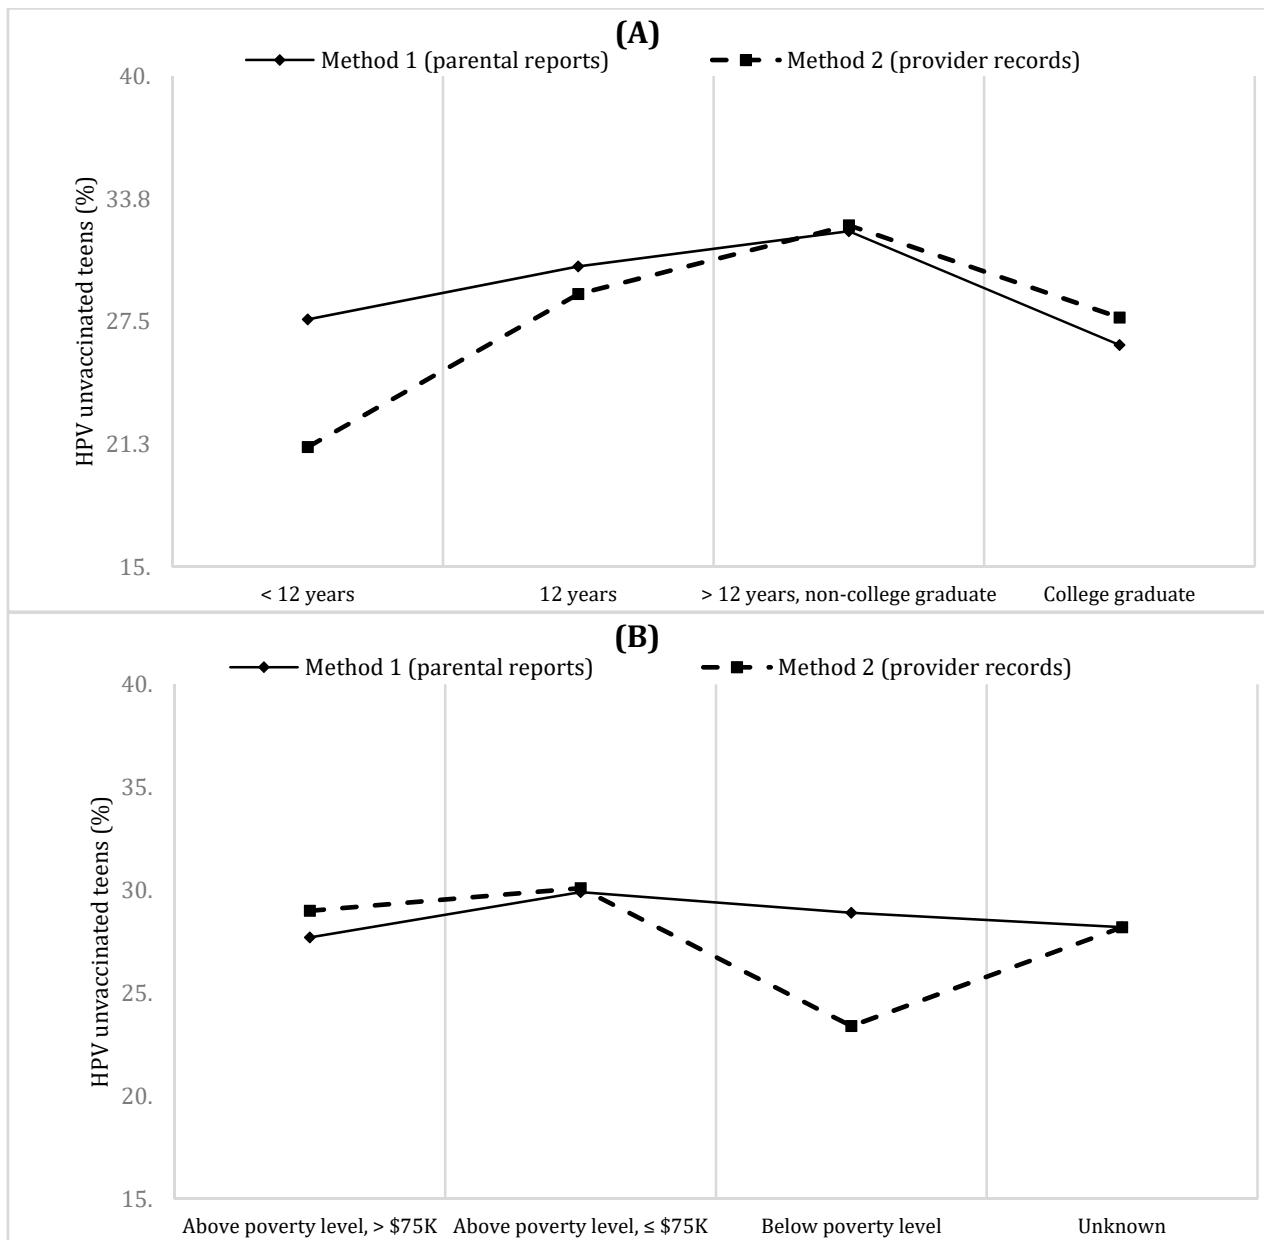 (A)
Method 1 (parental reports) Method 2 (provider records)
HPV unvaccinated teens (%)
40.
33.8
27.5
21.3
15.
< 12 years 12 years > 12 years, non-college graduate College graduate
(B)
Method 1 (parental reports) Method 2 (provider records)
HPV unvaccinated teens (%)
40.
35.
30.
25.
20.
15.
Above poverty level, > $75K Above poverty level, ≤ $75K Below poverty level Unknown